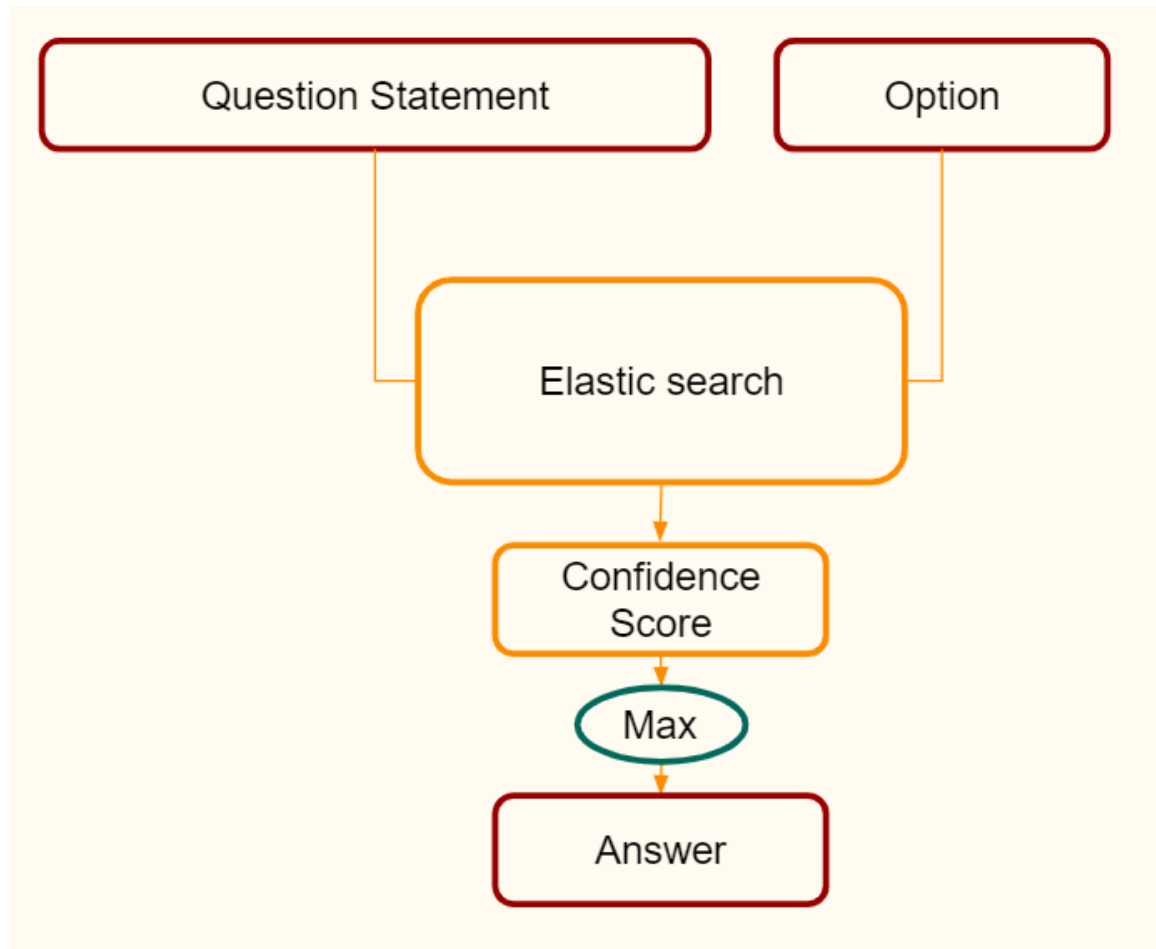 Question Statement
Option
Elastic search
Confidence
Score
Max
Answer